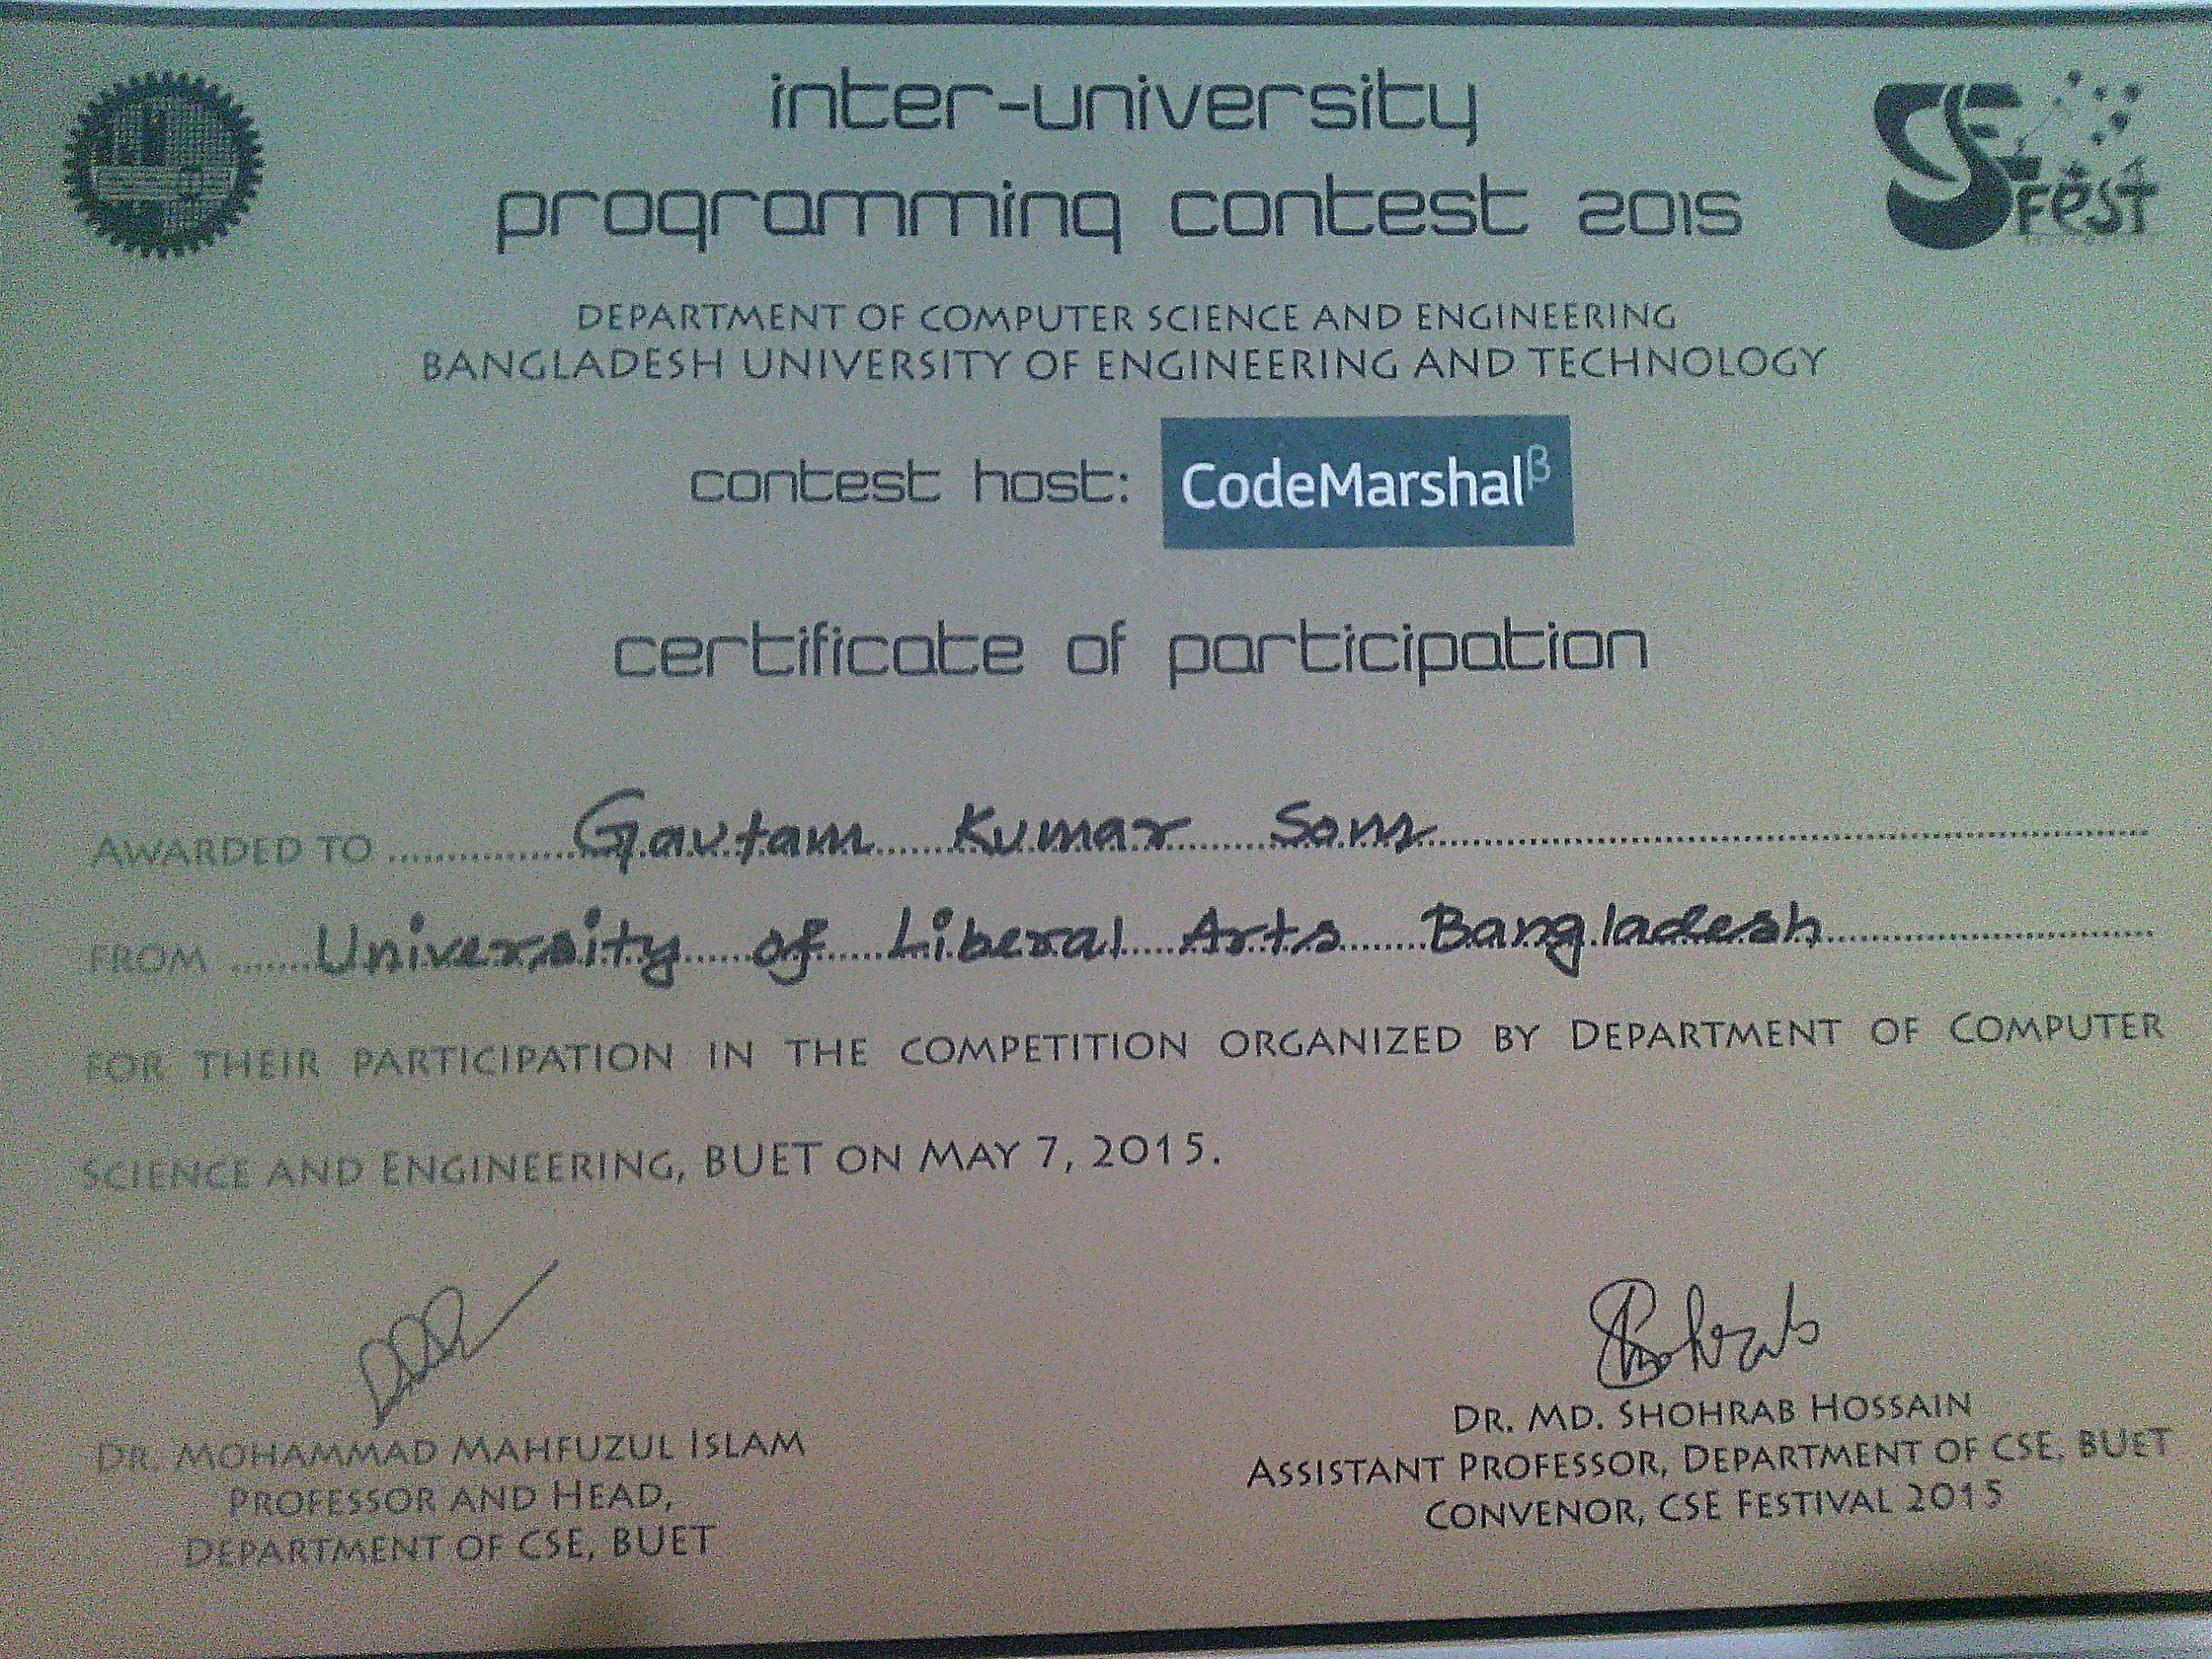 inter-university
programming contest 2015
CSE
Fest
DEPARTMENT OF COMPUTER SCIENCE AND ENGINEERING
BANGLADESH UNIVERSITY OF ENGINEERING AND TECHNOLOGY
contest host: CodeMarshalβ
certificate of participation
AWARDED TO Gautam Kumar
FROM University of Liberal Arts Bangladesh
FOR THEIR PARTICIPATION IN THE COMPETITION ORGANIZED BY DEPARTMENT OF COMPUTER
SCIENCE AND ENGINEERING, BUET ON MAY 7, 2015.
Shohrab
DR. MOHAMMAD MAHFUZUL ISLAM
PROFESSOR AND HEAD,
DEPARTMENT OF CSE, BUET
DR. MD. SHOHRAB HOSSAIN
ASSISTANT PROFESSOR, DEPARTMENT OF CSE, BUET
CONVENOR, CSE FESTIVAL 2015